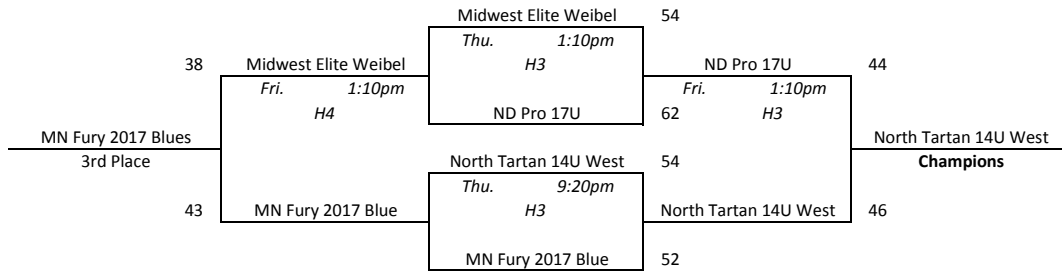 Midwest Elite Weibel 54
Thu. 1:10pm
38 Midwest Elite Weibel H3 ND Pro 17U 44
Fri. 1:10pm Fri. 1:10pm
H4 ND Pro 17U 62 H3
MN Fury 2017 Blues North Tartan 14U West
3rd Place North Tartan 14U West 54 Champions
Thu. 9:20pm
43 MN Fury 2017 Blue H3 North Tartan 14U West 46
MN Fury 2017 Blue 52